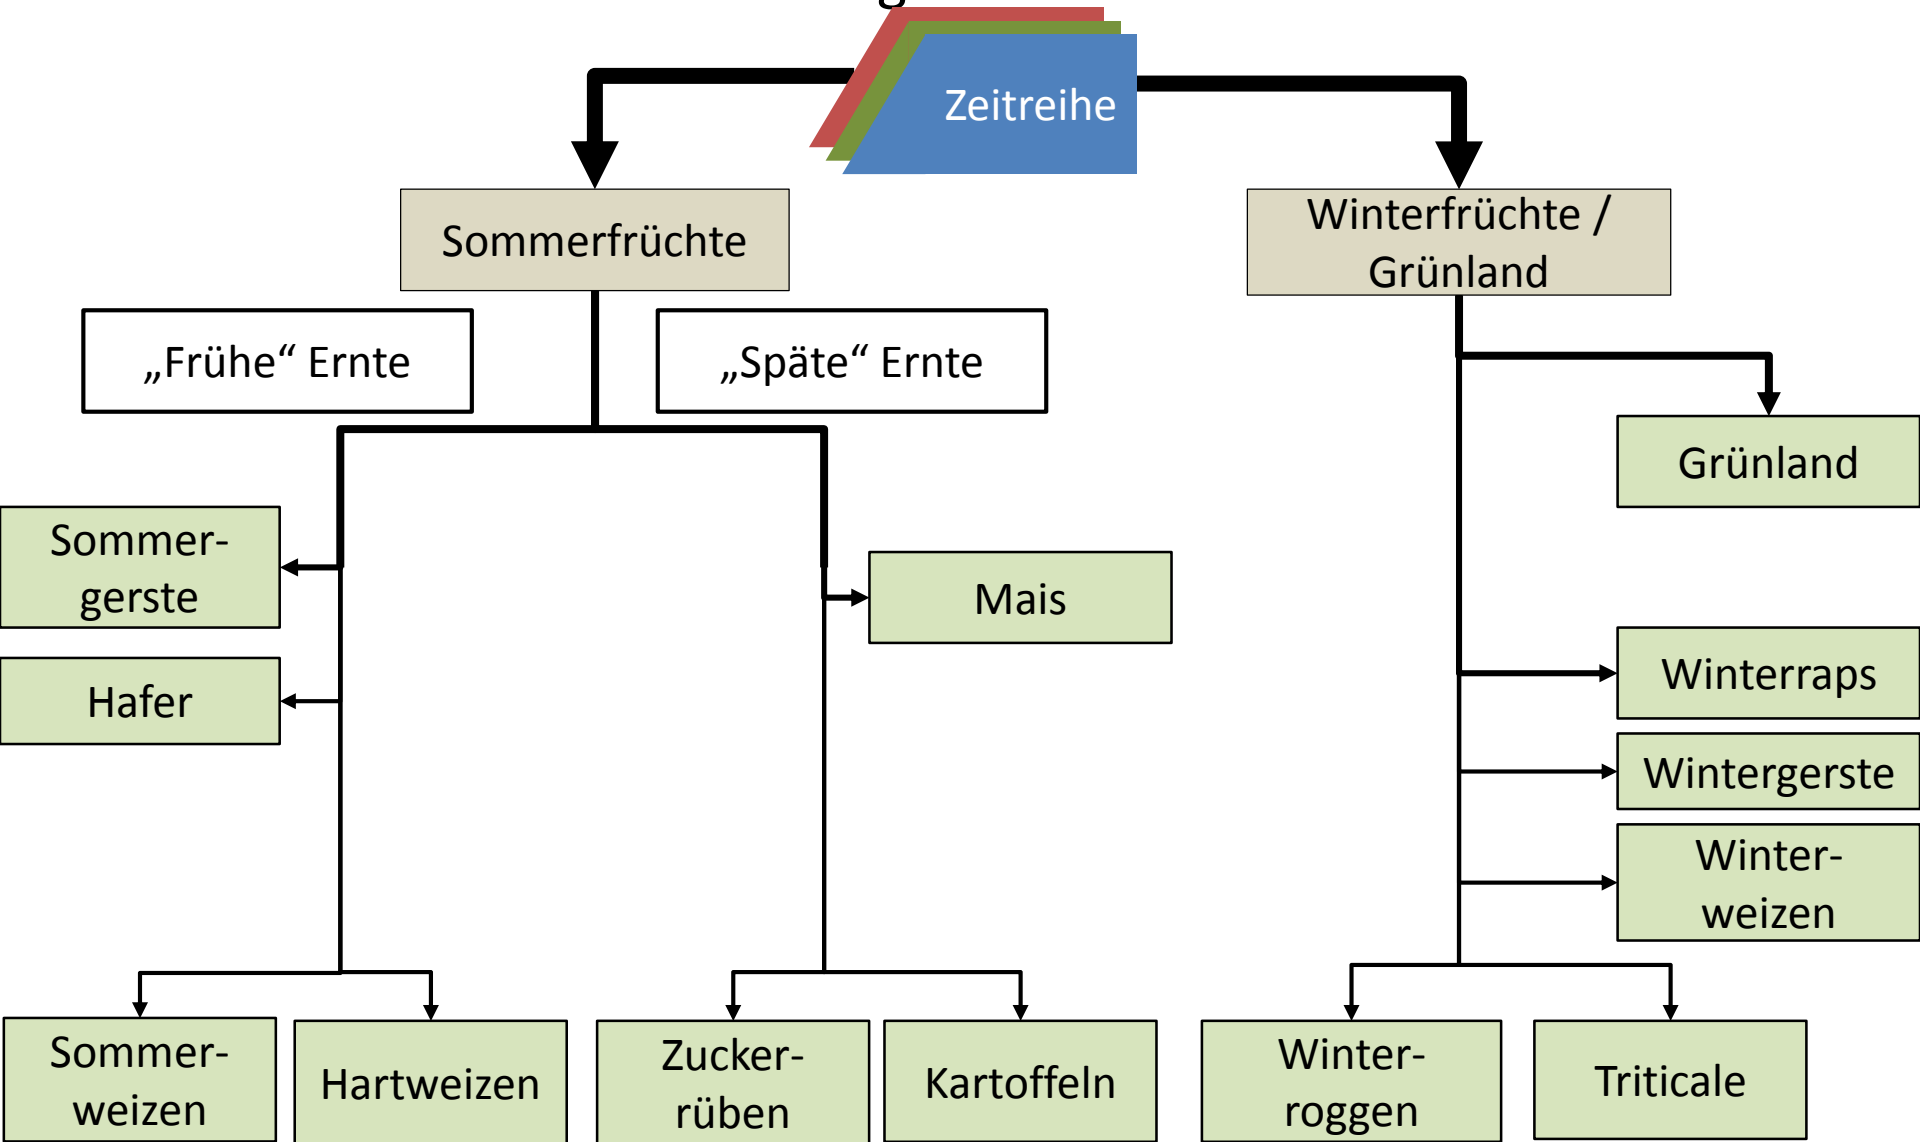 Zeitreihe
Sommerfrüchte
Winterfrüchte /
Grünland
„Frühe“ Ernte
„Späte“ Ernte
Grünland
Sommer-
gerste
Mais
Hafer
Winterraps
Wintergerste
Winter-
weizen
Sommer-
weizen
Hartweizen
Zucker-
rüben
Kartoffeln
Winter-
roggen
Triticale